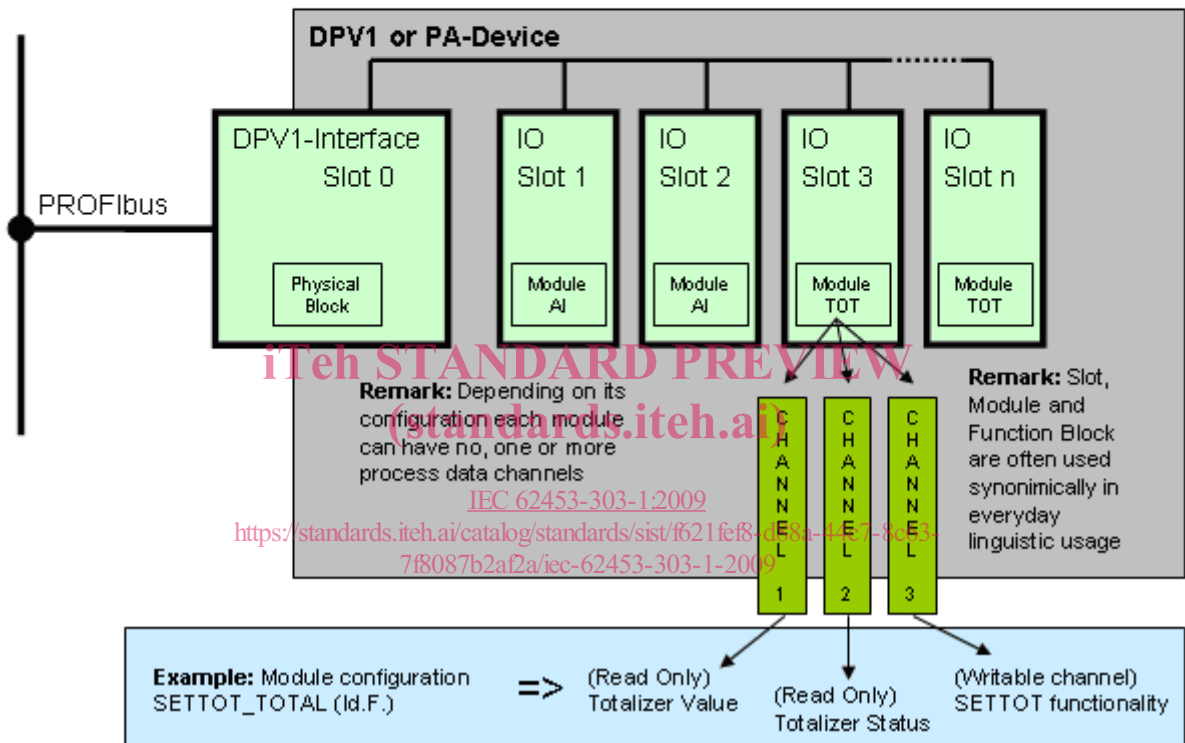 DPV1 or PA-Device
DPV1-Interface
Slot 0
IO
Slot 1
IO
Slot 2
IO
Slot 3
IO
Slot n
PROFIbus
Physical
Block
Module
AI
Module
AI
Module
TOT
Module
TOT
iTeh STANDARD PREVIEW
(standards.iteh.ai)
Remark: Depending on its
configuration each module
can have no, one or more
process data channels
Remark: Slot,
Module and
Function Block
are often used
synonimically in
everyday
linguistic usage
IEC 62453-303-1:2009
https://standards.iteh.ai/catalog/standards/sist/f621fef8-d68a-44c7-8c63-
7f8087b2af2a/iec-62453-303-1-2009
CHANNEL 1
CHANNEL 2
CHANNEL 3
Example: Module configuration
SETTOT_TOTAL (Id.F.)
=>
(Read Only)
Totalizer Value
(Read Only)
Totalizer Status
(Writable channel)
SETTOT functionality